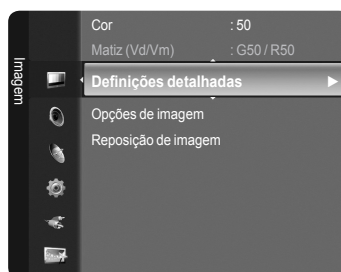 Imagem
Cor : 50
Matiz (Vd/Vm) : G50 / R50
Definições detalhadas
Opções de imagem
Reposição de imagem